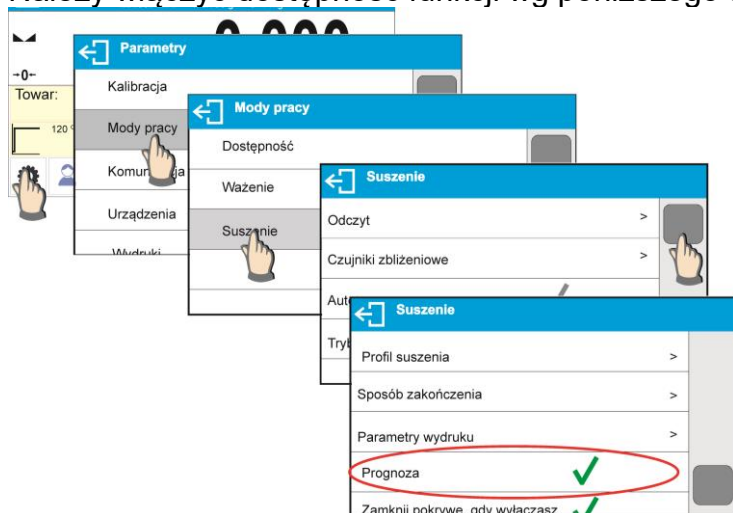 Należy włączyć dostępność funkcji wg poniższego
Parametry
→0←
Towar:
120 °
Kalibracja
Mody pracy
Urządzenia
Wydruki
Mody pracy
Dostępność
Ważenie
Suszenie
Suszenie
Odczyt >
Czujniki zbliżeniowe >
Suszenie
Profil suszenia >
Sposób zakończenia >
Parametry wydruku >
Prognoza
Zamknij pokrywę, gdy wyłączasz